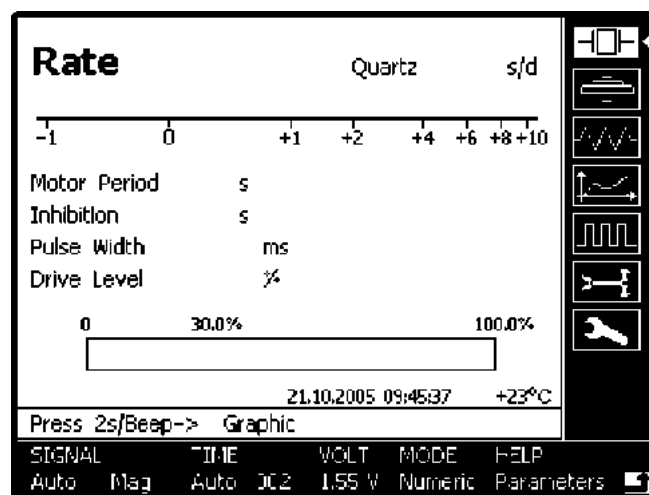 Rate Quartz s/d
-1 0 +1 +2 +4 +6 +8 +10
Motor Period s
Inhibition s
Pulse Width ms
Drive Level %
0 30.0% 100.0%
21.10.2005 09:45:37 +23°C
Press 2s/Beep-> Graphic
SIGNAL TIME VOLT MODE HELP
Auto Mag Auto 002 1.55 V Numeric Parameters